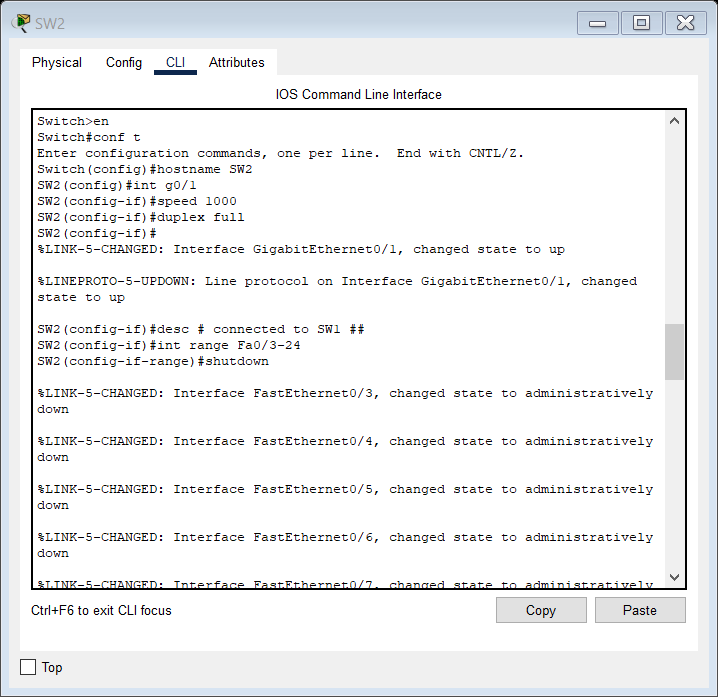 SW2
Physical Config CLI Attributes
IOS Command Line Interface
Switch>en
Switch#conf t
Enter configuration commands, one per line.  End with CNTL/Z.
Switch(config)#hostname SW2
SW2(config)#int g0/1
SW2(config-if)#speed 1000
SW2(config-if)#duplex full
SW2(config-if)#
%LINK-5-CHANGED: Interface GigabitEthernet0/1, changed state to up
%LINEPROTO-5-UPDOWN: Line protocol on Interface GigabitEthernet0/1, changed
state to up
SW2(config-if)#desc # connected to SW1 ##
SW2(config-if)#int range Fa0/3-24
SW2(config-if-range)#shutdown
%LINK-5-CHANGED: Interface FastEthernet0/3, changed state to administratively
down
%LINK-5-CHANGED: Interface FastEthernet0/4, changed state to administratively
down
%LINK-5-CHANGED: Interface FastEthernet0/5, changed state to administratively
down
%LINK-5-CHANGED: Interface FastEthernet0/6, changed state to administratively
down
%LINK-5-CHANGED: Interface FastEthernet0/7, changed state to administratively
Ctrl+F6 to exit CLI focus
Copy Paste
Top